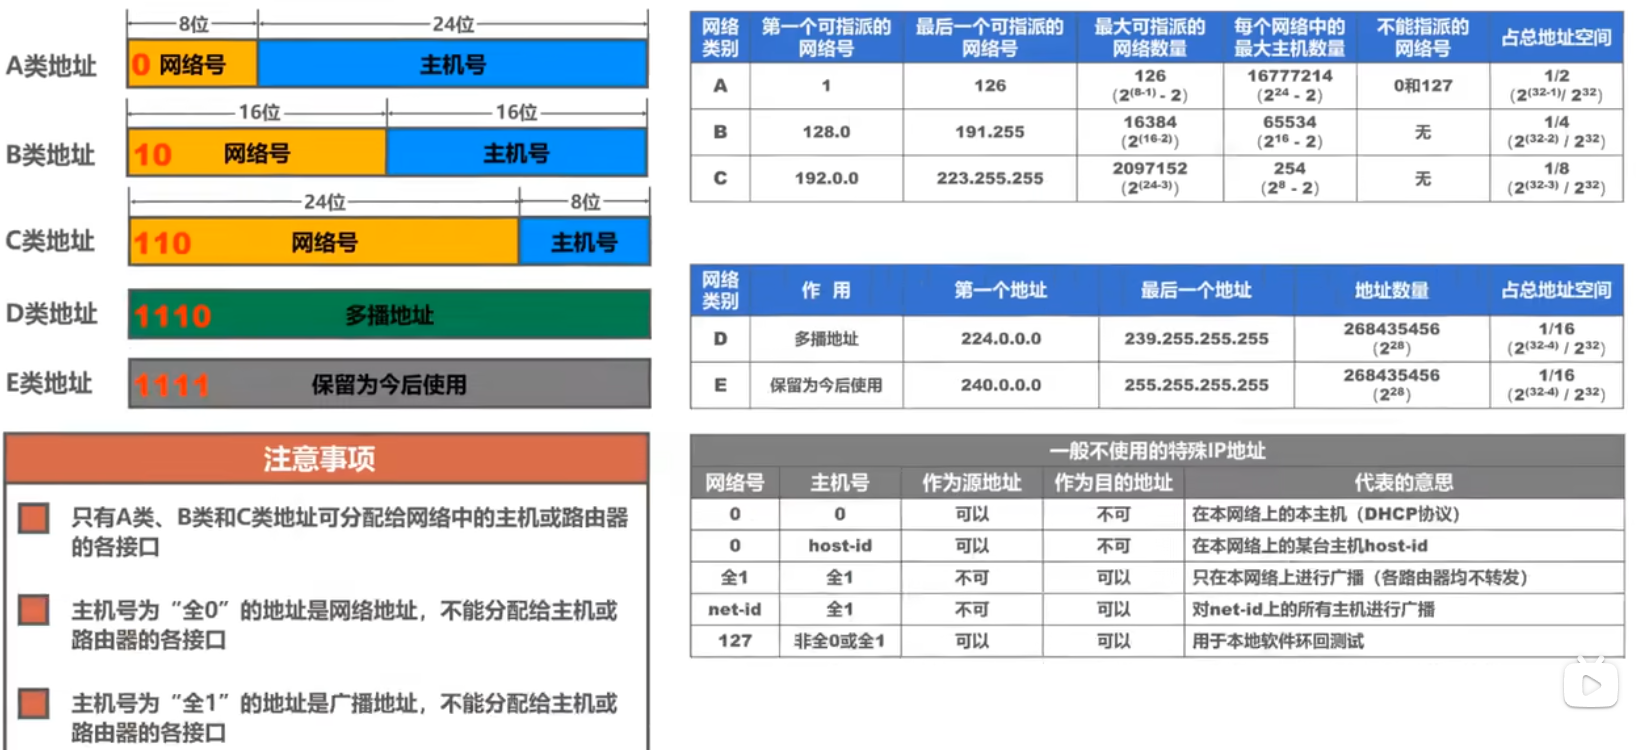 8位
24位
A类地址
0 网络号
主机号
16位
16位
B类地址
10 网络号
主机号
24位
8位
C类地址
110 网络号
主机号
D类地址
1110 多播地址
E类地址
1111 保留为今后使用
注意事项
只有A类、B类和C类地址可分配给网络中的主机或路由器
的各接口
主机号为“全0”的地址是网络地址，不能分配给主机或
路由器的各接口
主机号为“全1”的地址是广播地址，不能分配给主机或
路由器的各接口
网络类别 第一个可指派的网络号 最后一个可指派的网络号 最大可指派的网络数量 每个网络中的最大主机数量 不能指派的网络号 占总地址空间
A 1 126 126 (2^(8-1) - 2) 16777214 (2^24 - 2) 0和127 1/2 (2^(32-1)/ 2^32)
B 128.0 191.255 16384 (2^(16-2)) 65534 (2^16 - 2) 无 1/4 (2^(32-2) / 2^32)
C 192.0.0 223.255.255 2097152 (2^(24-3)) 254 (2^8 - 2) 无 1/8 (2^(32-3) / 2^32)
网络类别 作 用 第一个地址 最后一个地址 地址数量 占总地址空间
D 多播地址 224.0.0.0 239.255.255.255 268435456 (2^28) 1/16 (2^(32-4) / 2^32)
E 保留为今后使用 240.0.0.0 255.255.255.255 268435456 (2^28) 1/16 (2^(32-4) / 2^32)
一般不使用的特殊IP地址
网络号 主机号 作为源地址 作为目的地址 代表的意思
0 0 可以 不可 在本网络上的本主机（DHCP协议）
0 host-id 可以 不可 在本网络上的某台主机host-id
全1 全1 不可 可以 只在本网络上进行广播（各路由器均不转发）
net-id 全1 不可 可以 对net-id上的所有主机进行广播
127 非全0或全1 可以 可以 用于本地软件环回测试